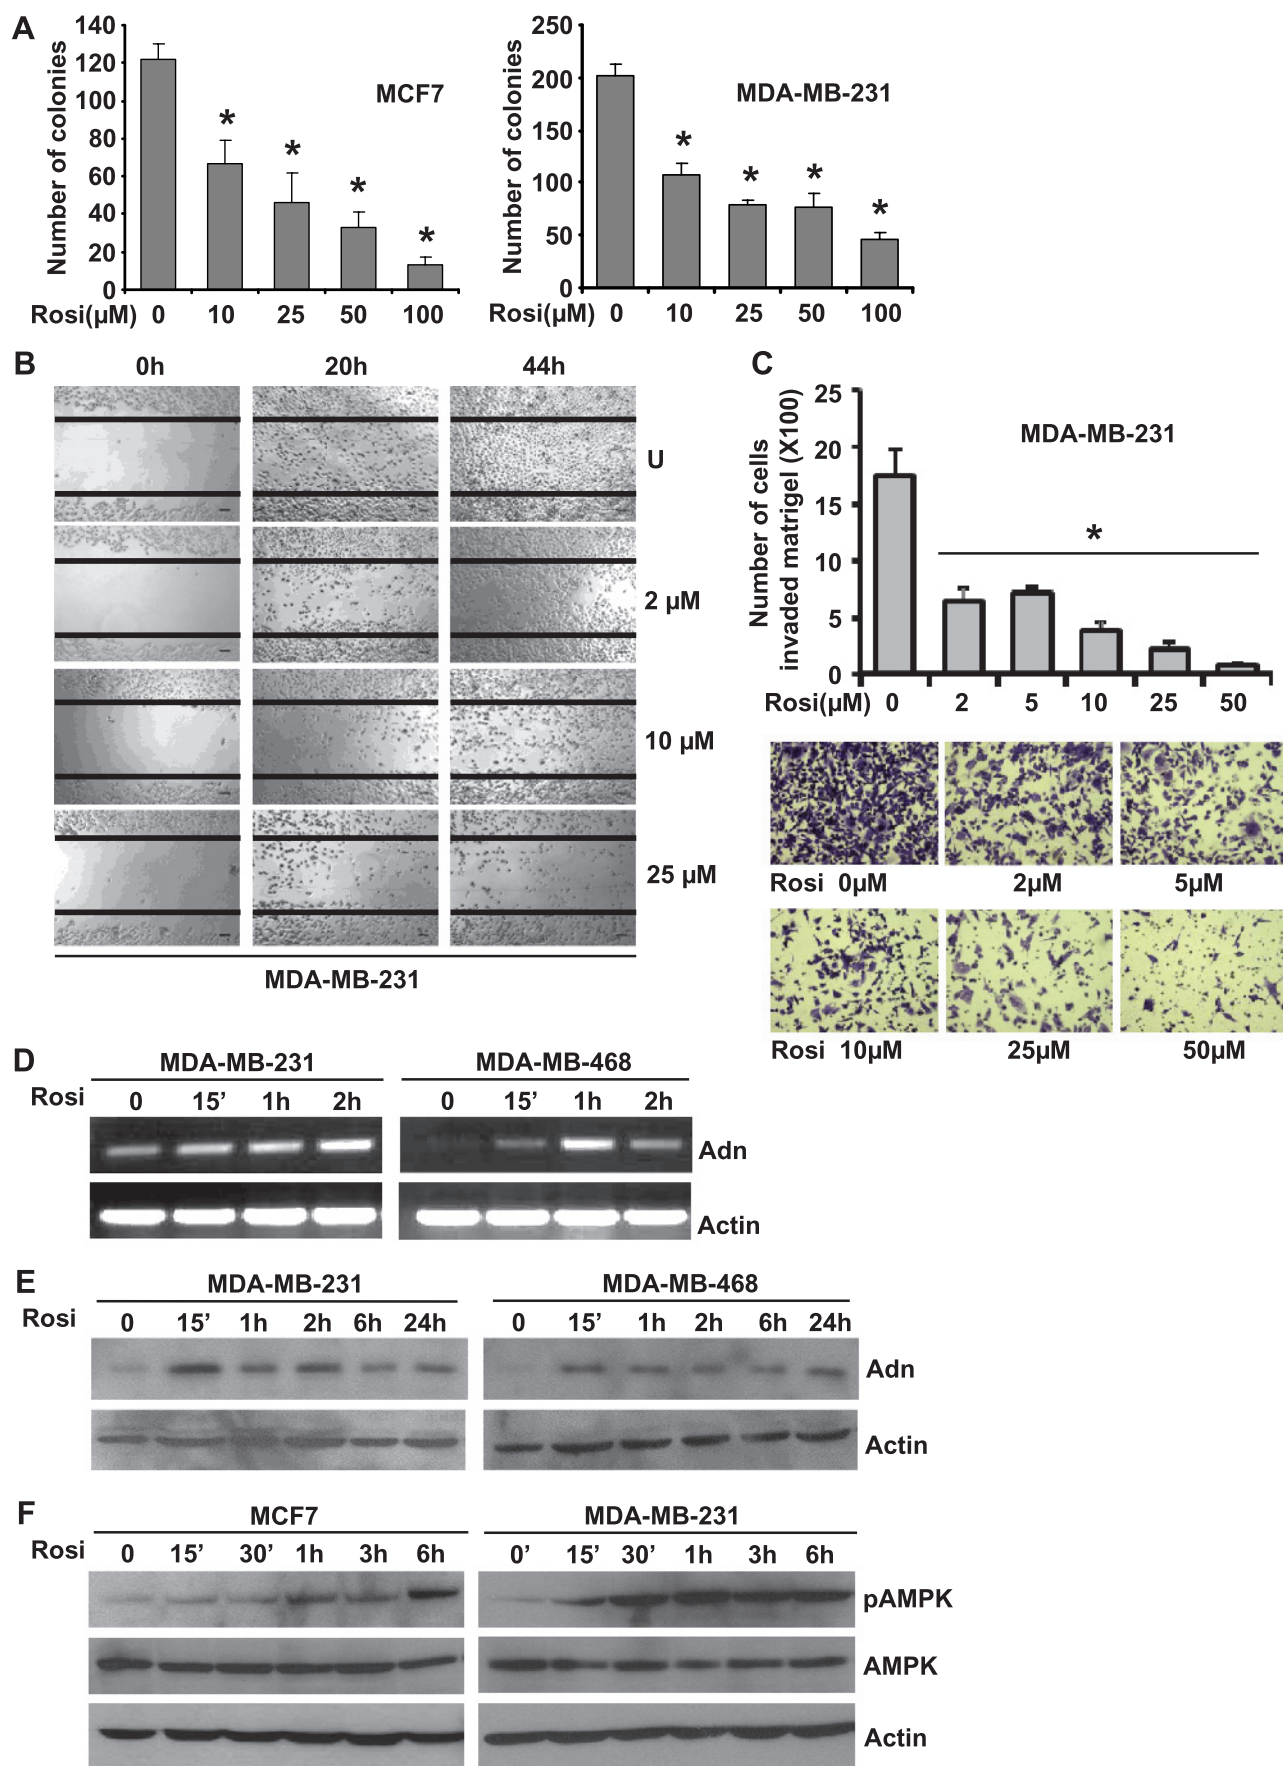 A
140
120
100
80
60
40
20
0
Number of colonies
MCF7
* * * *
Rosi(µM) 0 10 25 50 100
250
200
150
100
50
0
Number of colonies
MDA-MB-231
* * * *
Rosi(µM) 0 10 25 50 100
B
0h 20h 44h
U
2 µM
10 µM
25 µM
MDA-MB-231
C
25
20
15
10
5
0
Number of cells
invaded matrigel (X100)
MDA-MB-231
*
Rosi(µM) 0 2 5 10 25 50
Rosi 0µM 2µM 5µM
Rosi 10µM 25µM 50µM
D
MDA-MB-231 MDA-MB-468
Rosi 0 15’ 1h 2h 0 15’ 1h 2h
Adn
Actin
E
MDA-MB-231 MDA-MB-468
Rosi 0 15’ 1h 2h 6h 24h 0 15’ 1h 2h 6h 24h
Adn
Actin
F
MCF7 MDA-MB-231
Rosi 0 15’ 30’ 1h 3h 6h 0’ 15’ 30’ 1h 3h 6h
pAMPK
AMPK
Actin